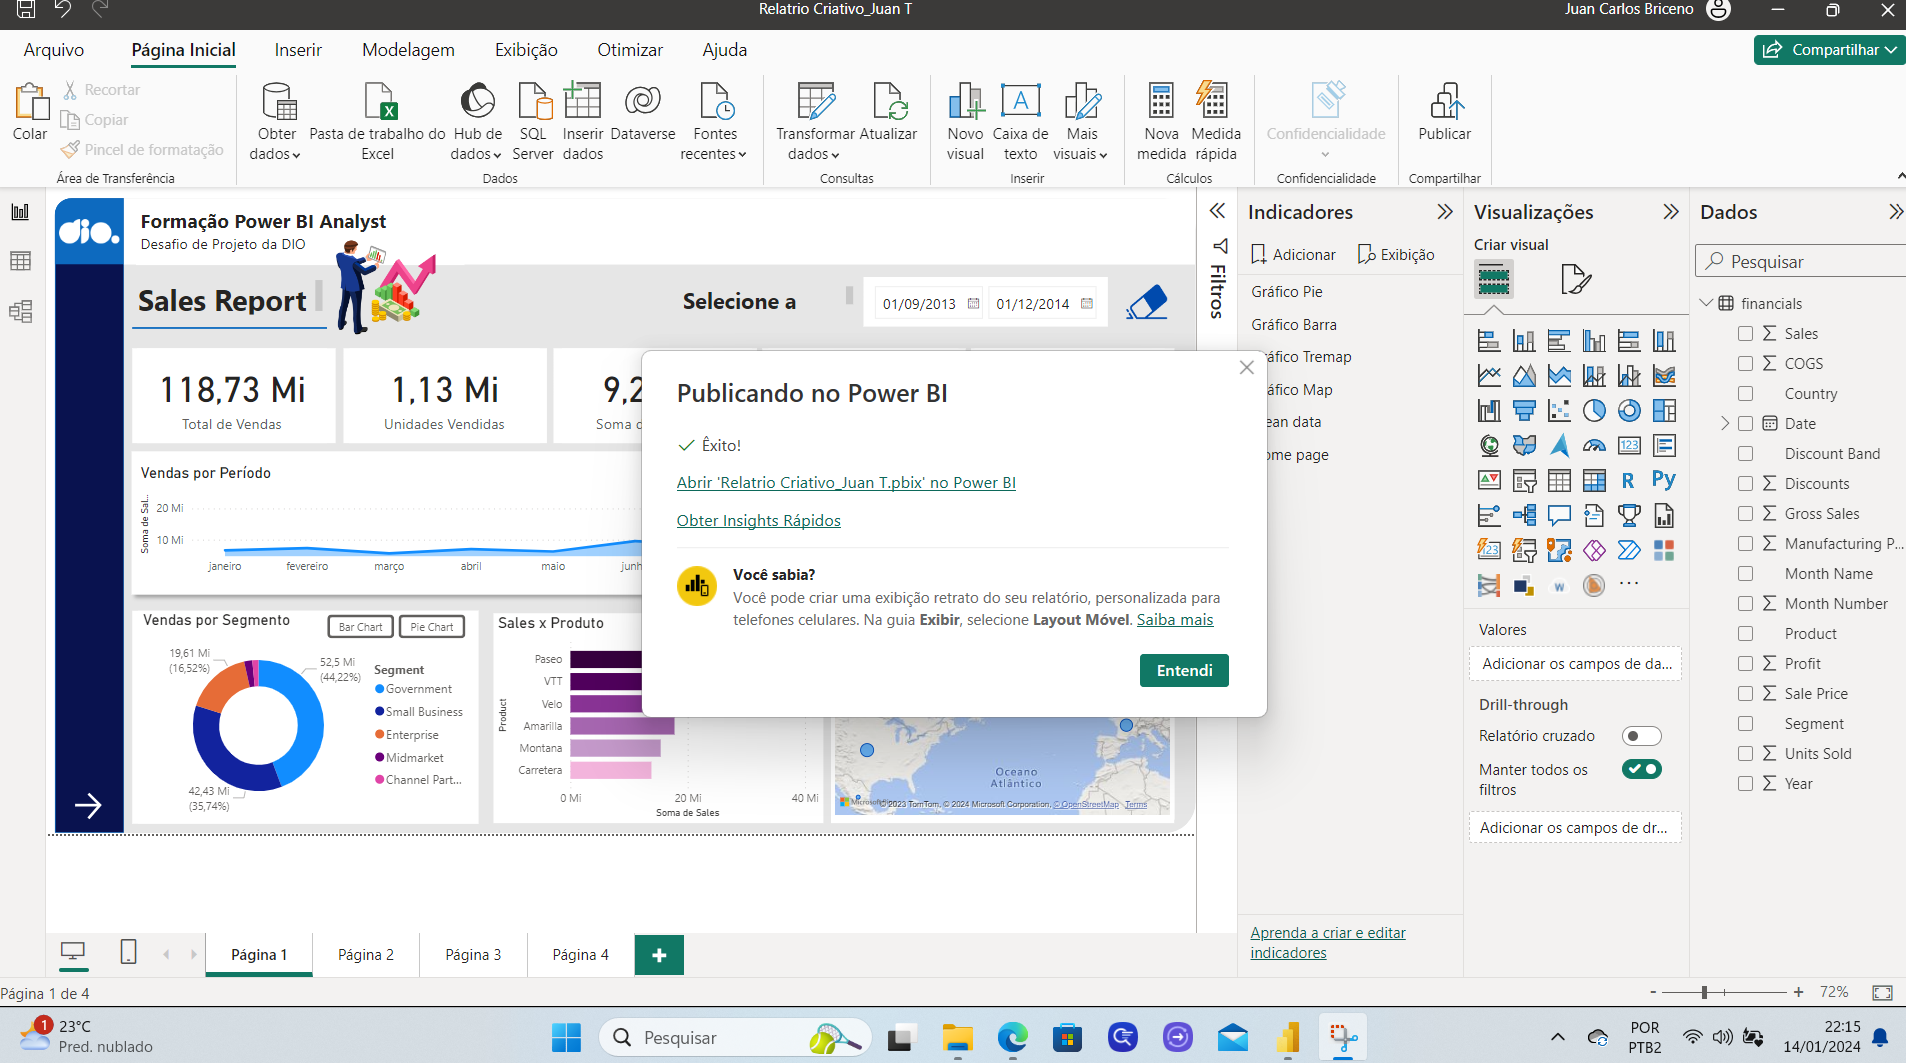 Relatrio Criativo_Juan T
Juan Carlos Briceno
Arquivo
Página Inicial
Inserir
Modelagem
Exibição
Otimizar
Ajuda
Compartilhar
Colar
Recortar
Copiar
Pincel de formatação
Área de Transferência
Obter dados
Pasta de trabalho do Excel
Hub de dados
SQL Server
Inserir dados
Dataverse
Fontes recentes
Dados
Transformar dados
Atualizar
Consultas
Novo visual
Caixa de texto
Mais visuais
Inserir
Nova medida
Medida rápida
Cálculos
Confidencialidade
Confidencialidade
Publicar
Compartilhar
dio.
Formação Power BI Analyst
Desafio de Projeto da DIO
Sales Report
Selecione a
01/09/2013
01/12/2014
118,73 Mi
Total de Vendas
1,13 Mi
Unidades Vendidas
9,2
Soma d
Vendas por Período
Soma de Sal...
20 Mi
10 Mi
janeiro
fevereiro
março
abril
maio
junh
Vendas por Segmento
Bar Chart
Pie Chart
19,61 Mi
(16,52%)
52,5 Mi
(44,22%)
42,43 Mi
(35,74%)
Segment
Government
Small Business
Enterprise
Midmarket
Channel Part...
Sales x Produto
Product
Paseo
VTT
Velo
Amarilla
Montana
Carretera
0 Mi
20 Mi
40 Mi
Soma de Sales
Oceano
Atlântico
© 2023 TomTom, © 2024 Microsoft Corporation, © OpenStreetMap Terms
Publicando no Power BI
Êxito!
Abrir 'Relatrio Criativo_Juan T.pbix' no Power BI
Obter Insights Rápidos
Você sabia?
Você pode criar uma exibição retrato do seu relatório, personalizada para
telefones celulares. Na guia Exibir, selecione Layout Móvel. Saiba mais
Entendi
Filtros
Indicadores
Adicionar
Exibição
Gráfico Pie
Gráfico Barra
áfico Tremap
áfico Map
ean data
ome page
Aprenda a criar e editar
indicadores
Visualizações
Criar visual
123
R
Py
123
W
...
Valores
Adicionar os campos de da...
Drill-through
Relatório cruzado
Manter todos os
filtros
Adicionar os campos de dr...
Dados
Pesquisar
financials
Sales
COGS
Country
Date
Discount Band
Discounts
Gross Sales
Manufacturing P...
Month Name
Month Number
Product
Profit
Sale Price
Segment
Units Sold
Year
Página 1
Página 2
Página 3
Página 4
+
Página 1 de 4
- + 72%
1
23°C
Pred. nublado
Pesquisar
POR
PTB2
22:15
14/01/2024